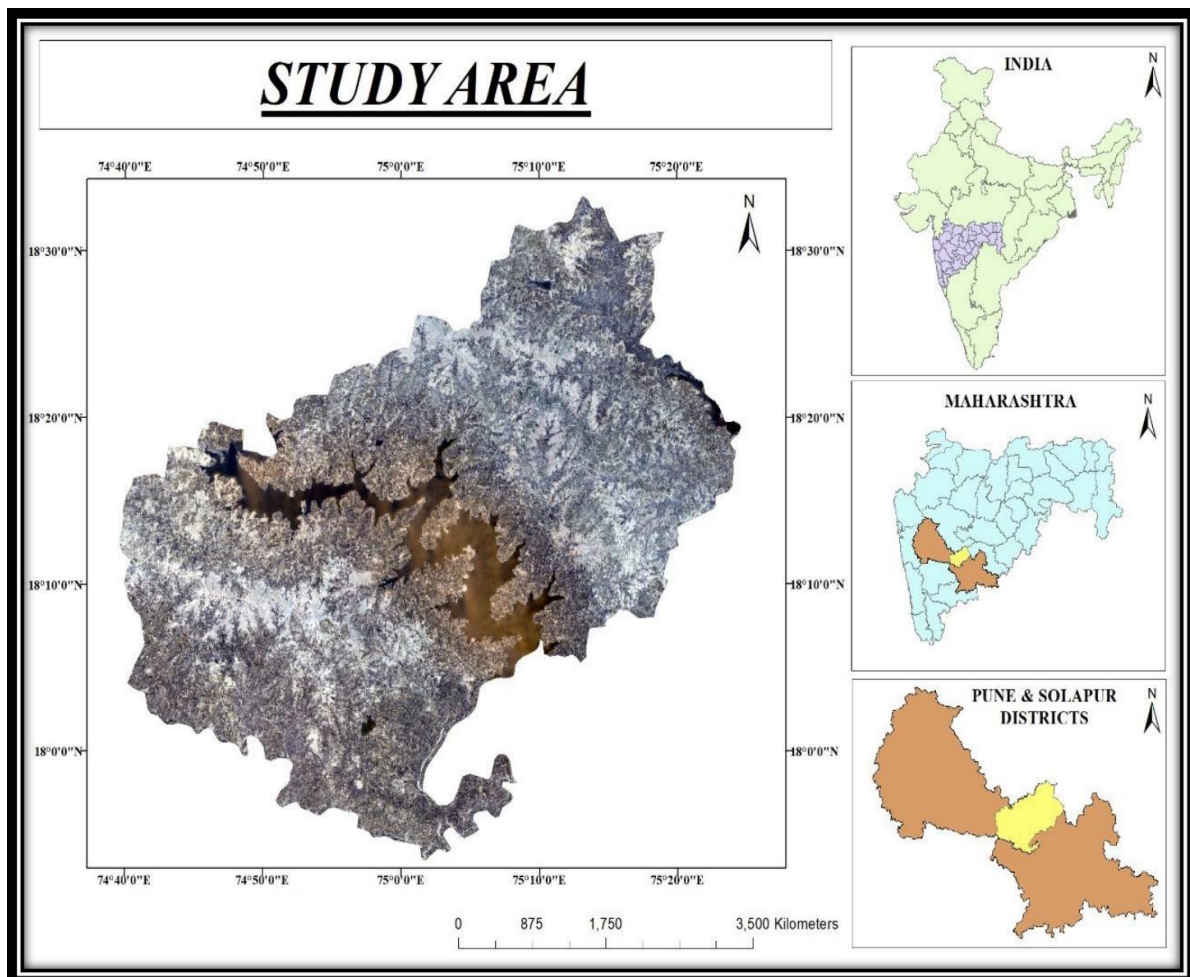 STUDY AREA
74°40'0"E 74°50'0"E 75°0'0"E 75°10'0"E 75°20'0"E
N
18°30'0"N 18°30'0"N
18°20'0"N 18°20'0"N
18°10'0"N 18°10'0"N
18°0'0"N 18°0'0"N
74°40'0"E 74°50'0"E 75°0'0"E 75°10'0"E 75°20'0"E
0 875 1,750 3,500 Kilometers
INDIA
N
MAHARASHTRA
N
PUNE & SOLAPUR
DISTRICTS
N